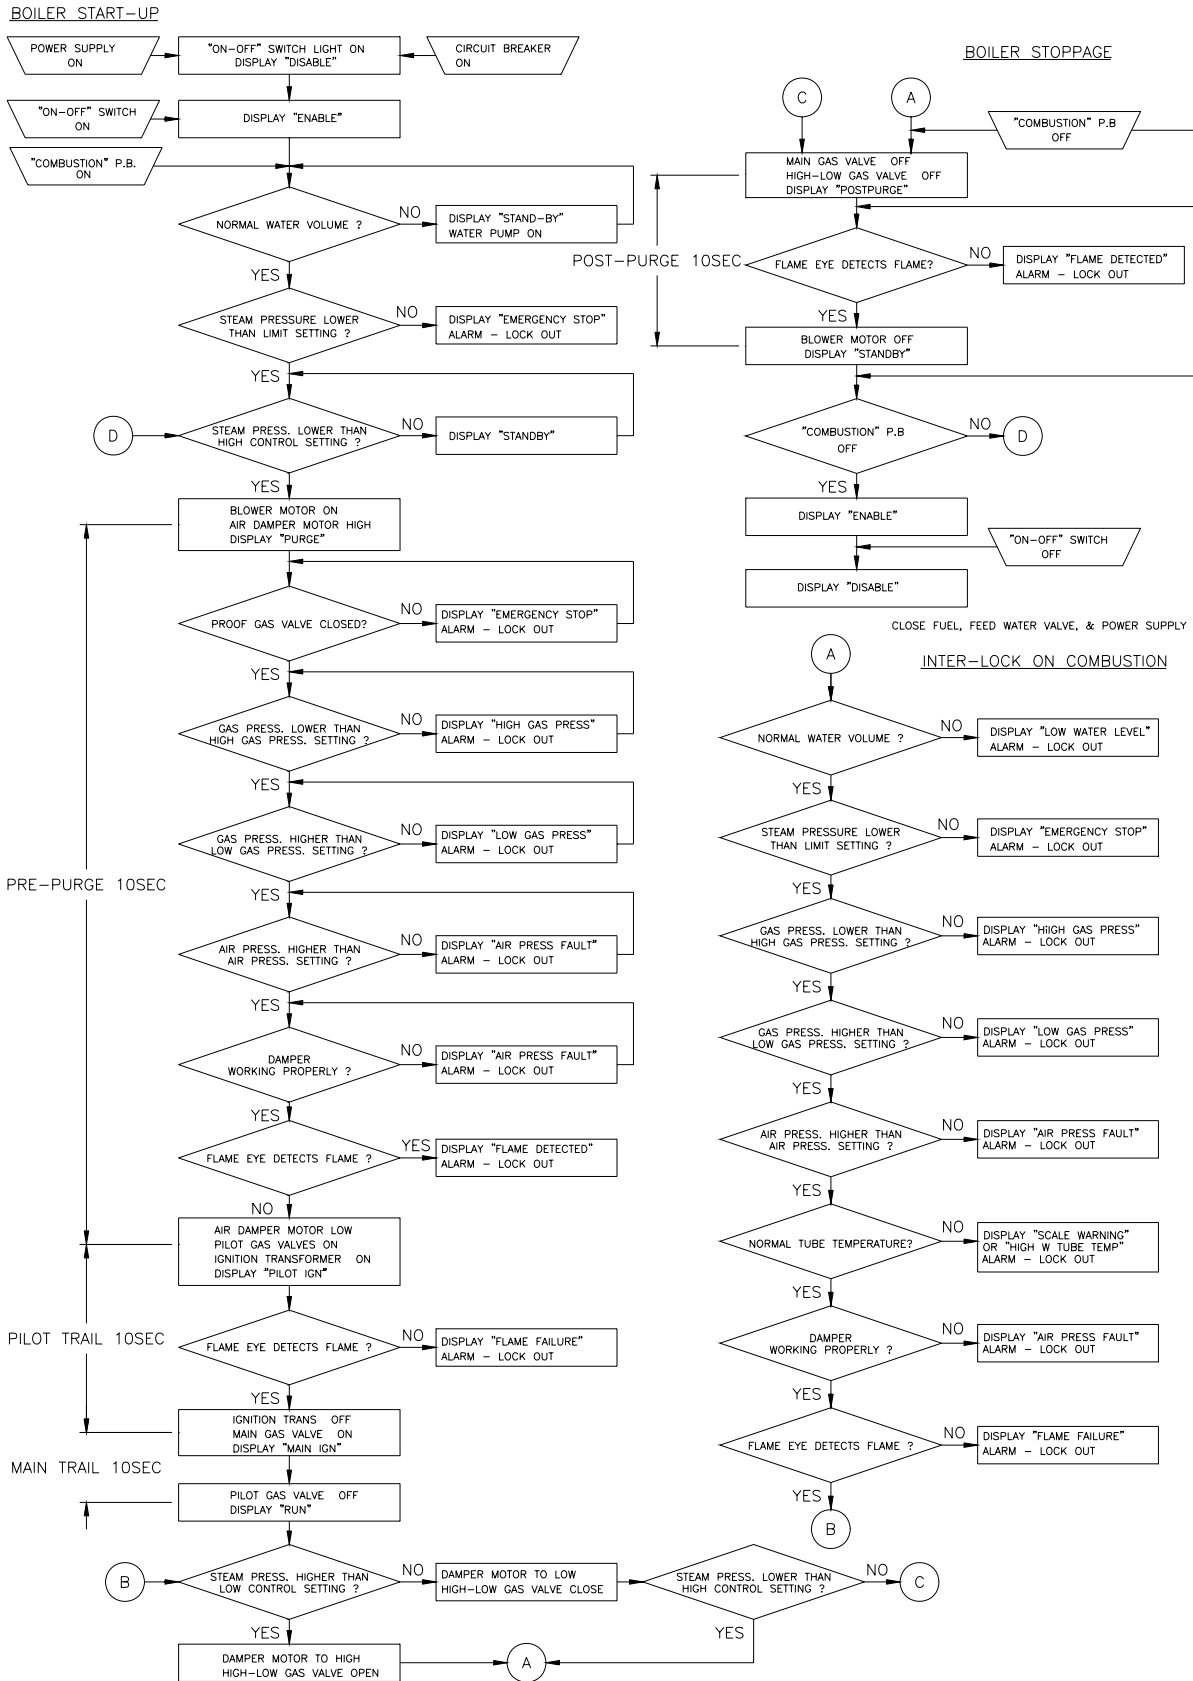 BOILER START-UP
POWER SUPPLY
ON
"ON-OFF" SWITCH LIGHT ON
DISPLAY "DISABLE"
CIRCUIT BREAKER
ON
"ON-OFF" SWITCH
ON
DISPLAY "ENABLE"
"COMBUSTION" P.B.
ON
NORMAL WATER VOLUME ?
NO
DISPLAY "STAND-BY"
WATER PUMP ON
YES
STEAM PRESSURE LOWER
THAN LIMIT SETTING ?
NO
DISPLAY "EMERGENCY STOP"
ALARM - LOCK OUT
YES
D
STEAM PRESS. LOWER THAN
HIGH CONTROL SETTING ?
NO
DISPLAY "STANDBY"
YES
BLOWER MOTOR ON
AIR DAMPER MOTOR HIGH
DISPLAY "PURGE"
PROOF GAS VALVE CLOSED?
NO
DISPLAY "EMERGENCY STOP"
ALARM - LOCK OUT
YES
GAS PRESS. LOWER THAN
HIGH GAS PRESS. SETTING ?
NO
DISPLAY "HIGH GAS PRESS"
ALARM - LOCK OUT
YES
GAS PRESS. HIGHER THAN
LOW GAS PRESS. SETTING ?
NO
DISPLAY "LOW GAS PRESS"
ALARM - LOCK OUT
PRE-PURGE 10SEC
YES
AIR PRESS. HIGHER THAN
AIR PRESS. SETTING ?
NO
DISPLAY "AIR PRESS FAULT"
ALARM - LOCK OUT
YES
DAMPER
WORKING PROPERLY ?
NO
DISPLAY "AIR PRESS FAULT"
ALARM - LOCK OUT
YES
FLAME EYE DETECTS FLAME ?
YES
DISPLAY "FLAME DETECTED"
ALARM - LOCK OUT
NO
AIR DAMPER MOTOR LOW
PILOT GAS VALVES ON
IGNITION TRANSFORMER ON
DISPLAY "PILOT IGN"
PILOT TRAIL 10SEC
FLAME EYE DETECTS FLAME ?
NO
DISPLAY "FLAME FAILURE"
ALARM - LOCK OUT
YES
IGNITION TRANS OFF
MAIN GAS VALVE ON
DISPLAY "MAIN IGN"
MAIN TRAIL 10SEC
PILOT GAS VALVE OFF
DISPLAY "RUN"
B
STEAM PRESS. HIGHER THAN
LOW CONTROL SETTING ?
NO
DAMPER MOTOR TO LOW
HIGH-LOW GAS VALVE CLOSE
STEAM PRESS. LOWER THAN
HIGH CONTROL SETTING ?
NO
C
YES
YES
DAMPER MOTOR TO HIGH
HIGH-LOW GAS VALVE OPEN
A
BOILER STOPPAGE
C
A
"COMBUSTION" P.B
OFF
MAIN GAS VALVE OFF
HIGH-LOW GAS VALVE OFF
DISPLAY "POSTPURGE"
POST-PURGE 10SEC
FLAME EYE DETECTS FLAME?
NO
DISPLAY "FLAME DETECTED"
ALARM - LOCK OUT
YES
BLOWER MOTOR OFF
DISPLAY "STANDBY"
"COMBUSTION" P.B
OFF
NO
D
YES
DISPLAY "ENABLE"
"ON-OFF" SWITCH
OFF
DISPLAY "DISABLE"
CLOSE FUEL, FEED WATER VALVE, & POWER SUPPLY
A
INTER-LOCK ON COMBUSTION
NORMAL WATER VOLUME ?
NO
DISPLAY "LOW WATER LEVEL"
ALARM - LOCK OUT
YES
STEAM PRESSURE LOWER
THAN LIMIT SETTING ?
NO
DISPLAY "EMERGENCY STOP"
ALARM - LOCK OUT
YES
GAS PRESS. LOWER THAN
HIGH GAS PRESS. SETTING ?
NO
DISPLAY "HiIGH GAS PRESS"
ALARM - LOCK OUT
YES
GAS PRESS. HIGHER THAN
LOW GAS PRESS. SETTING ?
NO
DISPLAY "LOW GAS PRESS"
ALARM - LOCK OUT
YES
AIR PRESS. HIGHER THAN
AIR PRESS. SETTING ?
NO
DISPLAY "AIR PRESS FAULT"
ALARM - LOCK OUT
YES
NORMAL TUBE TEMPERATURE?
NO
DISPLAY "SCALE WARNING"
OR "HIGH W TUBE TEMP"
ALARM - LOCK OUT
YES
DAMPER
WORKING PROPERLY ?
NO
DISPLAY "AIR PRESS FAULT"
ALARM - LOCK OUT
YES
FLAME EYE DETECTS FLAME ?
NO
DISPLAY "FLAME FAILURE"
ALARM - LOCK OUT
YES
B